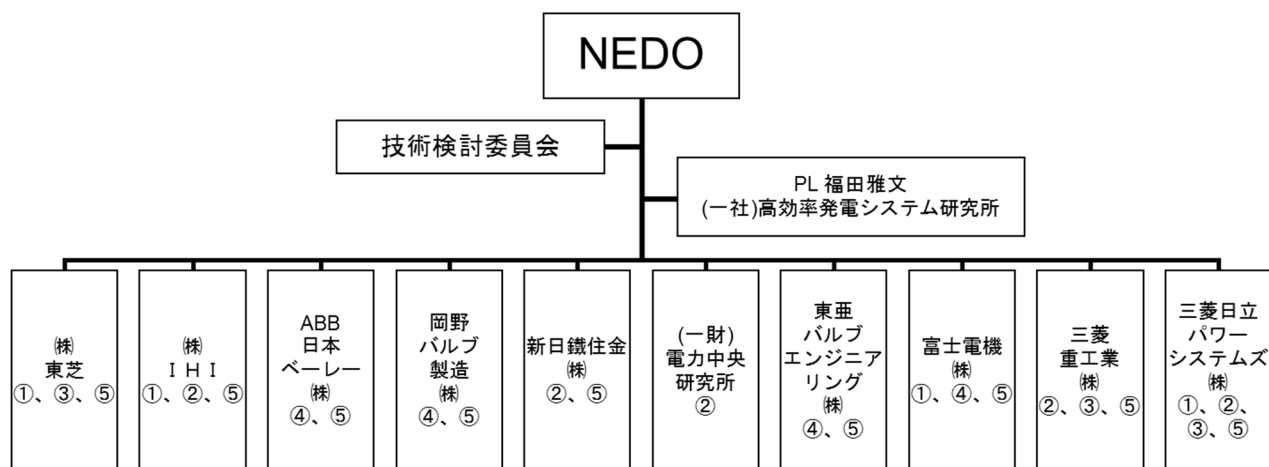 NEDO
技術検討委員会
PL 福田雅文
(一社)高効率発電システム研究所
㈱
東芝
①、③、⑤
㈱
ＩＨＩ
①、②、⑤
ABB
日本
ベーレー
㈱
④、⑤
岡野
バルブ
製造
㈱
④、⑤
新日鐵住金
㈱
②、⑤
(一財)
電力中央
研究所
②
東亜
バルブ
エンジニア
リング
㈱
④、⑤
富士電機
㈱
①、④、⑤
三菱
重工業
㈱
②、③、⑤
三菱日立
パワー
システムズ
㈱
①、②、
③、⑤